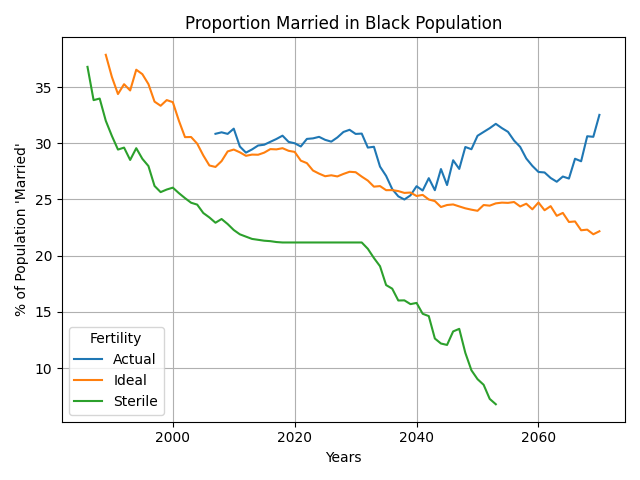 Proportion Married in Black Population
% of Population 'Married'
35
30
25
20
15
10
Fertility
Actual
Ideal
Sterile
2000
2020
2040
2060
Years